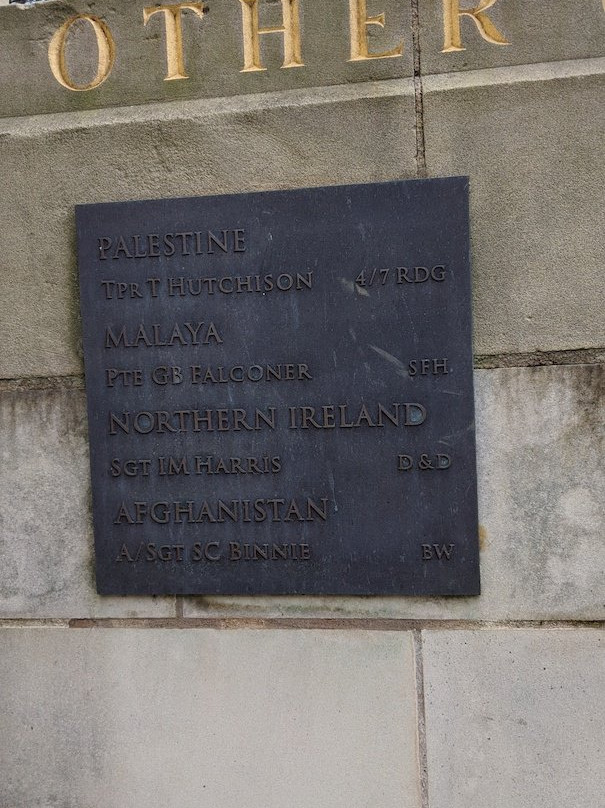 OTHER
PALESTINE
TPR T HUTCHISON 4/7 RDG
MALAYA
PTE GB FALCONER SFH
NORTHERN IRELAND
SGT IM HARRIS D & D
AFGHANISTAN
A/SGT SC BINNIE BW